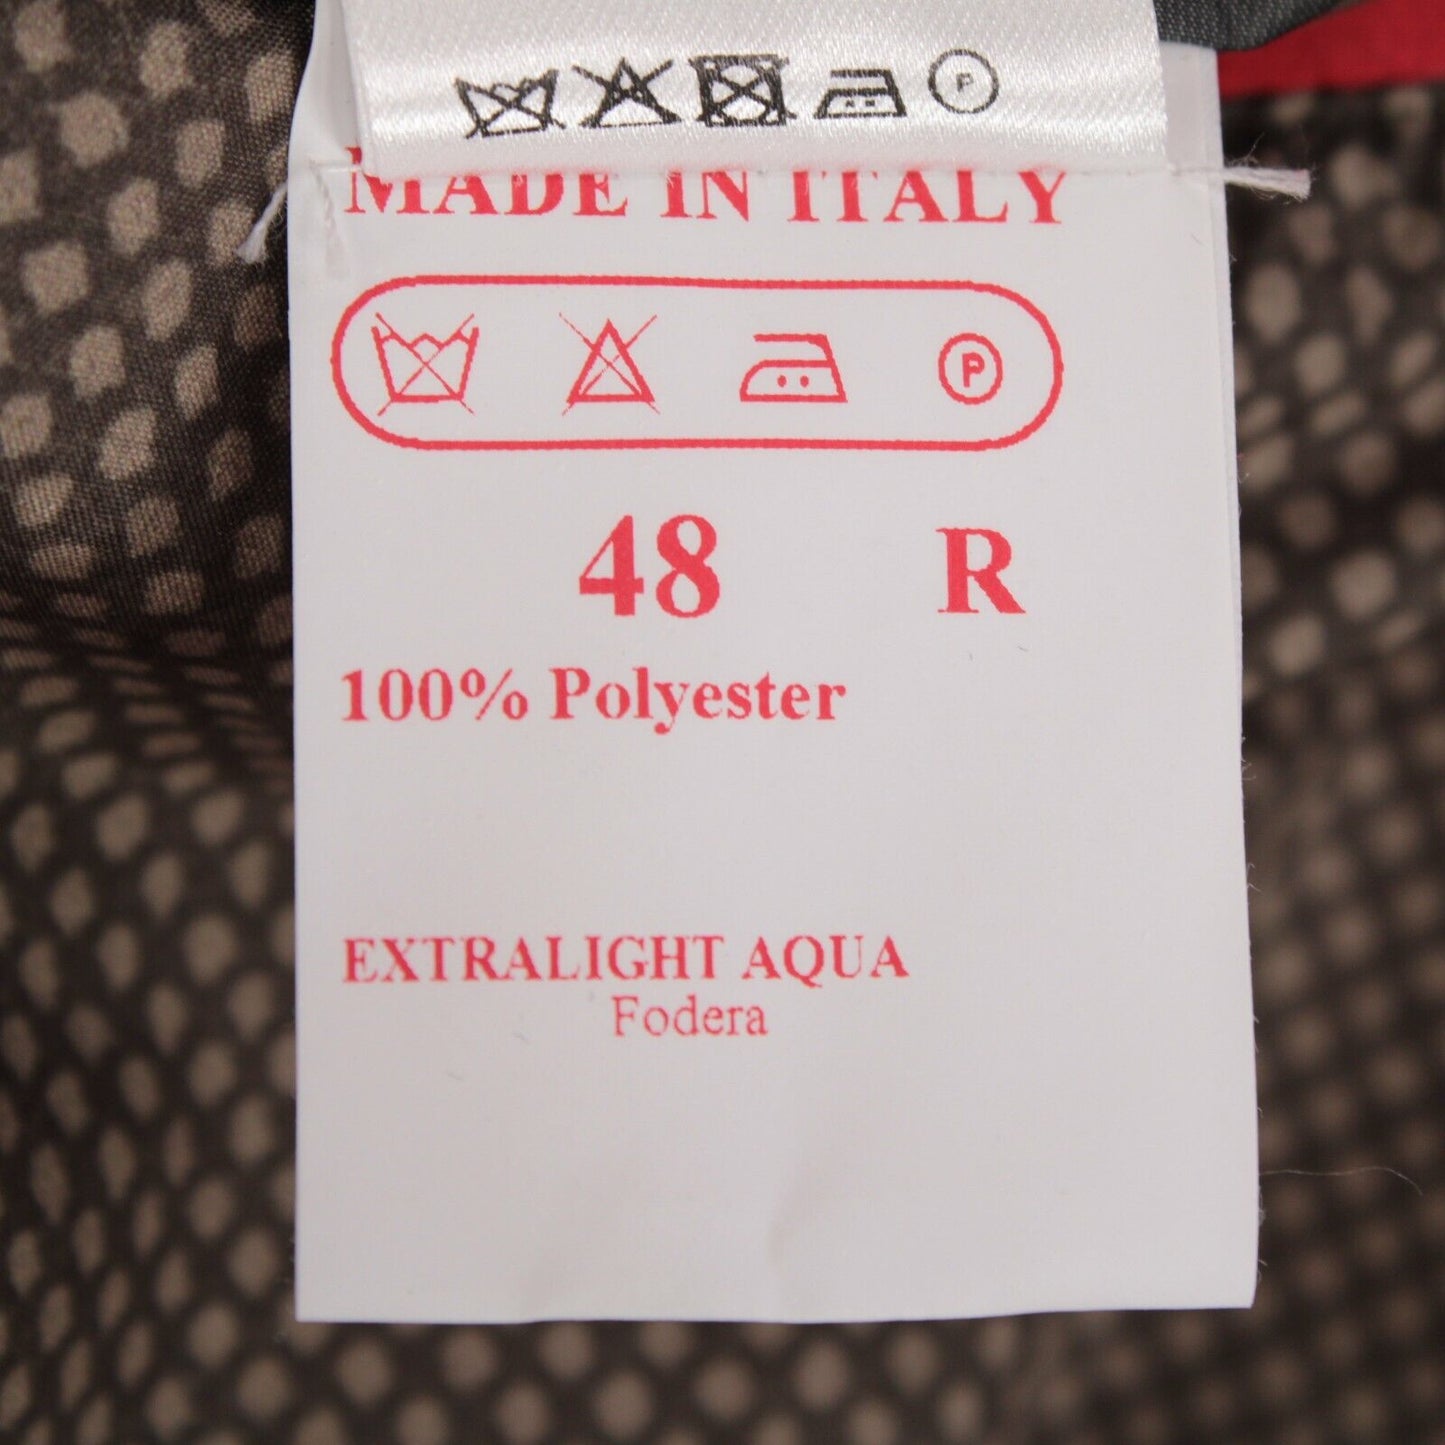 P
MADE IN ITALY
P
48 R
100% Polyester
EXTRALIGHT AQUA
Fodera